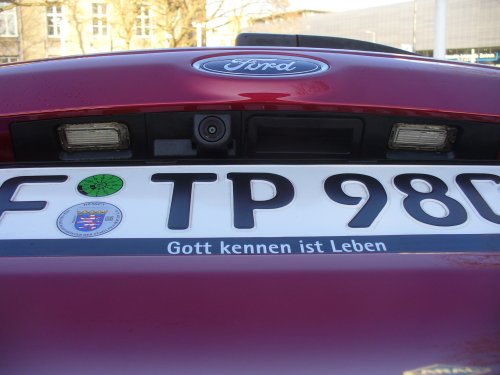 Ford
F TP 980
Gott kennen ist Leben